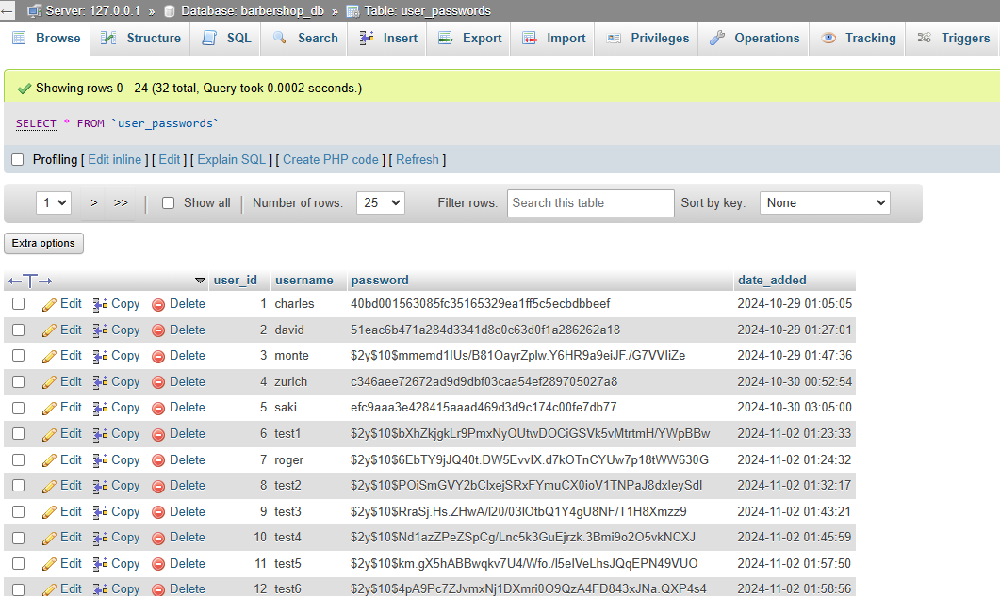 Server: 127.0.0.1 » Database: barbershop_db » Table: user_passwords
Browse Structure SQL Search Insert Export Import Privileges Operations Tracking Triggers
Showing rows 0 - 24 (32 total, Query took 0.0002 seconds.)
SELECT * FROM `user_passwords`
Profiling [ Edit inline ] [ Edit ] [ Explain SQL ] [ Create PHP code ] [ Refresh ]
1 > >> | Show all | Number of rows: 25 Filter rows: Search this table Sort by key: None
Extra options
←T→ user_id username password date_added
Edit Copy Delete 1 charles 40bd001563085fc35165329ea1ff5c5ecbdbbeef 2024-10-29 01:05:05
Edit Copy Delete 2 david 51eac6b471a284d3341d8c0c63d0f1a286262a18 2024-10-29 01:27:01
Edit Copy Delete 3 monte $2y$10$mmemd1IUs/B81OayrZplw.Y6HR9a9eiJF./G7VVIiZe 2024-10-29 01:47:36
Edit Copy Delete 4 zurich c346aee72672ad9d9dbf03caa54ef289705027a8 2024-10-30 00:52:54
Edit Copy Delete 5 saki efc9aaa3e428415aaad469d3d9c174c00fe7db77 2024-10-30 03:05:00
Edit Copy Delete 6 test1 $2y$10$bXhZkjgkLr9PmxNyOUtwDOCiGSVk5vMtrtmH/YWpBBw 2024-11-02 01:23:33
Edit Copy Delete 7 roger $2y$10$6EbTY9jJQ40t.DW5EvvIX.d7kOTnCYUw7p18tWW630G 2024-11-02 01:24:32
Edit Copy Delete 8 test2 $2y$10$POiSmGVY2bClxejSRxFYmuCX0ioV1TNPaJ8dxIeySdI 2024-11-02 01:32:17
Edit Copy Delete 9 test3 $2y$10$RraSj.Hs.ZHwA/I20/03lOtbQ1Y4gU8NF/T1H8Xmzz9 2024-11-02 01:43:21
Edit Copy Delete 10 test4 $2y$10$Nd1azZPeZSpCg/Lnc5k3GuEjrzk.3Bmi9o2O5vkNCXJ 2024-11-02 01:45:59
Edit Copy Delete 11 test5 $2y$10$km.gX5hABBwqkv7U4/Wfo./I5eIVeLhsJQqEPN49VUO 2024-11-02 01:57:50
Edit Copy Delete 12 test6 $2y$10$4pA9Pc7ZJvmxNj1DXmri0O9QzA4FD843xJNa.QXP4s4 2024-11-02 01:58:56